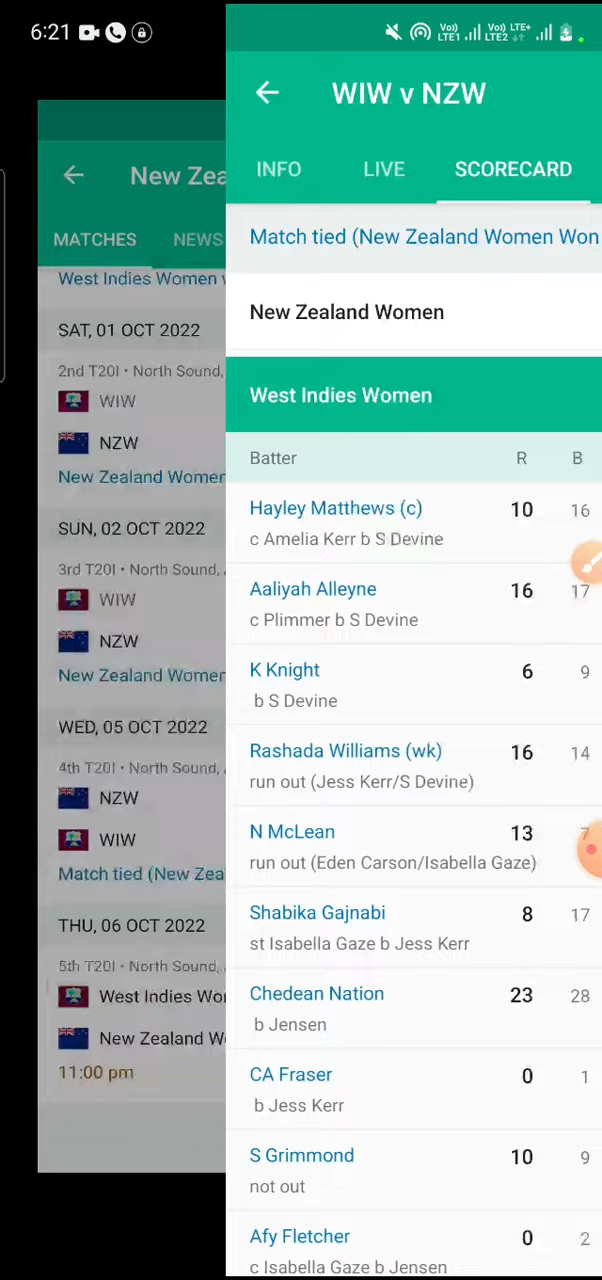 6:21
Vo) LTE1 Vo) LTE+ LTE2
New Zea
MATCHES NEWS
West Indies Women
SAT, 01 OCT 2022
2nd T20I • North Sound,
WIW
NZW
New Zealand Women
SUN, 02 OCT 2022
3rd T20I • North Sound,
WIW
NZW
New Zealand Women
WED, 05 OCT 2022
4th T20I • North Sound,
NZW
WIW
Match tied (New Zea
THU, 06 OCT 2022
5th T20I • North Sound,
West Indies Wo
New Zealand W
11:00 pm
WIW v NZW
INFO LIVE SCORECARD
Match tied (New Zealand Women Won
New Zealand Women
West Indies Women
Batter R B
Hayley Matthews (c) 10 16
c Amelia Kerr b S Devine
Aaliyah Alleyne 16 17
c Plimmer b S Devine
K Knight 6 9
b S Devine
Rashada Williams (wk) 16 14
run out (Jess Kerr/S Devine)
N McLean 13 7
run out (Eden Carson/Isabella Gaze)
Shabika Gajnabi 8 17
st Isabella Gaze b Jess Kerr
Chedean Nation 23 28
b Jensen
CA Fraser 0 1
b Jess Kerr
S Grimmond 10 9
not out
Afy Fletcher 0 2
c Isabella Gaze b Jensen